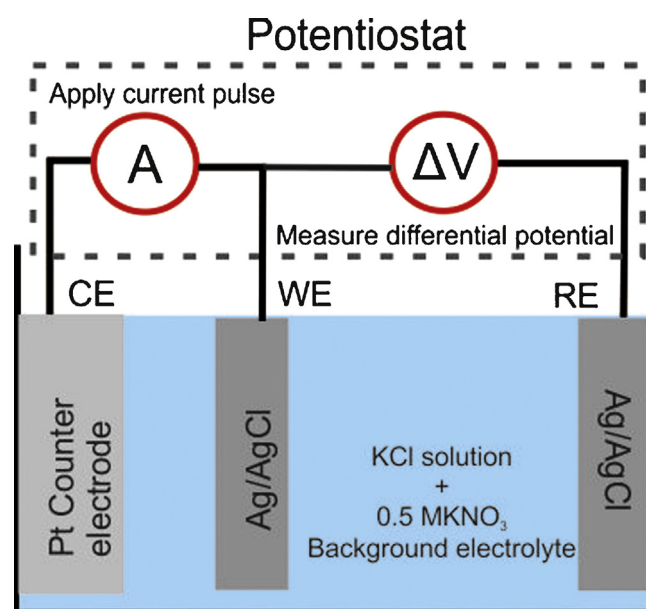 Potentiostat
Apply current pulse
A
ΔV
Measure differential potential
CE
WE
RE
Pt Counter
electrode
Ag/AgCl
KCl solution
+
0.5 MKNO₃
Background electrolyte
Ag/AgCl